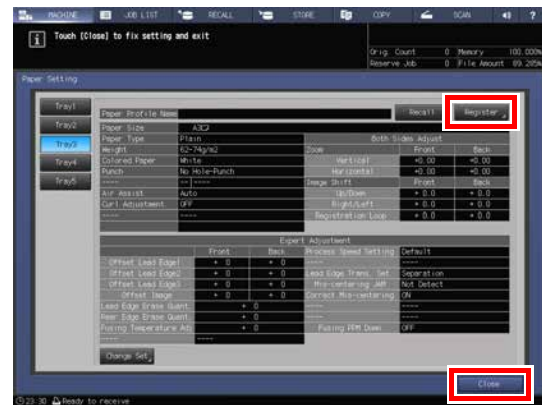 MACHINE JOB LIST RECALL STORE COPY SCAN ?
Touch [Close] to fix setting and exit
Orig. Count 0 Memory 100.000%
Reserve Job 0 File Amount 89.285%
Paper Setting
Tray1 Paper Profile Name Recall Register
Tray2 Paper Size A3
Tray3 Paper Type Plain Both Sides Adjust
Weight 62-74g/m2 Zoom Front Back
Tray4 Colored Paper White Vertical +0.00 +0.00
Punch No Hole-Punch Horizontal +0.00 +0.00
Tray5 ---- --|---- Image Shift Front Back
Air Assist Auto Up/Down + 0.0 + 0.0
Curl Adjustment OFF Right/Left + 0.0 + 0.0
---- ---- Registration Loop + 0.0 + 0.0
Expert Adjustment
Front Back Process Speed Setting Default
Offset Lead Edge1 + 0 + 0 ---- ----
Offset Lead Edge2 + 0 + 0 Lead Edge Trans. Set. Separation
Offset Lead Edge3 + 0 + 0 Mis-centering JAM Not Detect
Offset Image + 0 + 0 Correct Mis-centering ON
Lead Edge Erase Quant. + 0 ---- ----
Rear Edge Erase Quant. + 0 ---- ----
Fusing Temperature Adj + 0 Fusing PPM Down OFF
---- ----
Change Set
Close
23:30 Ready to receive